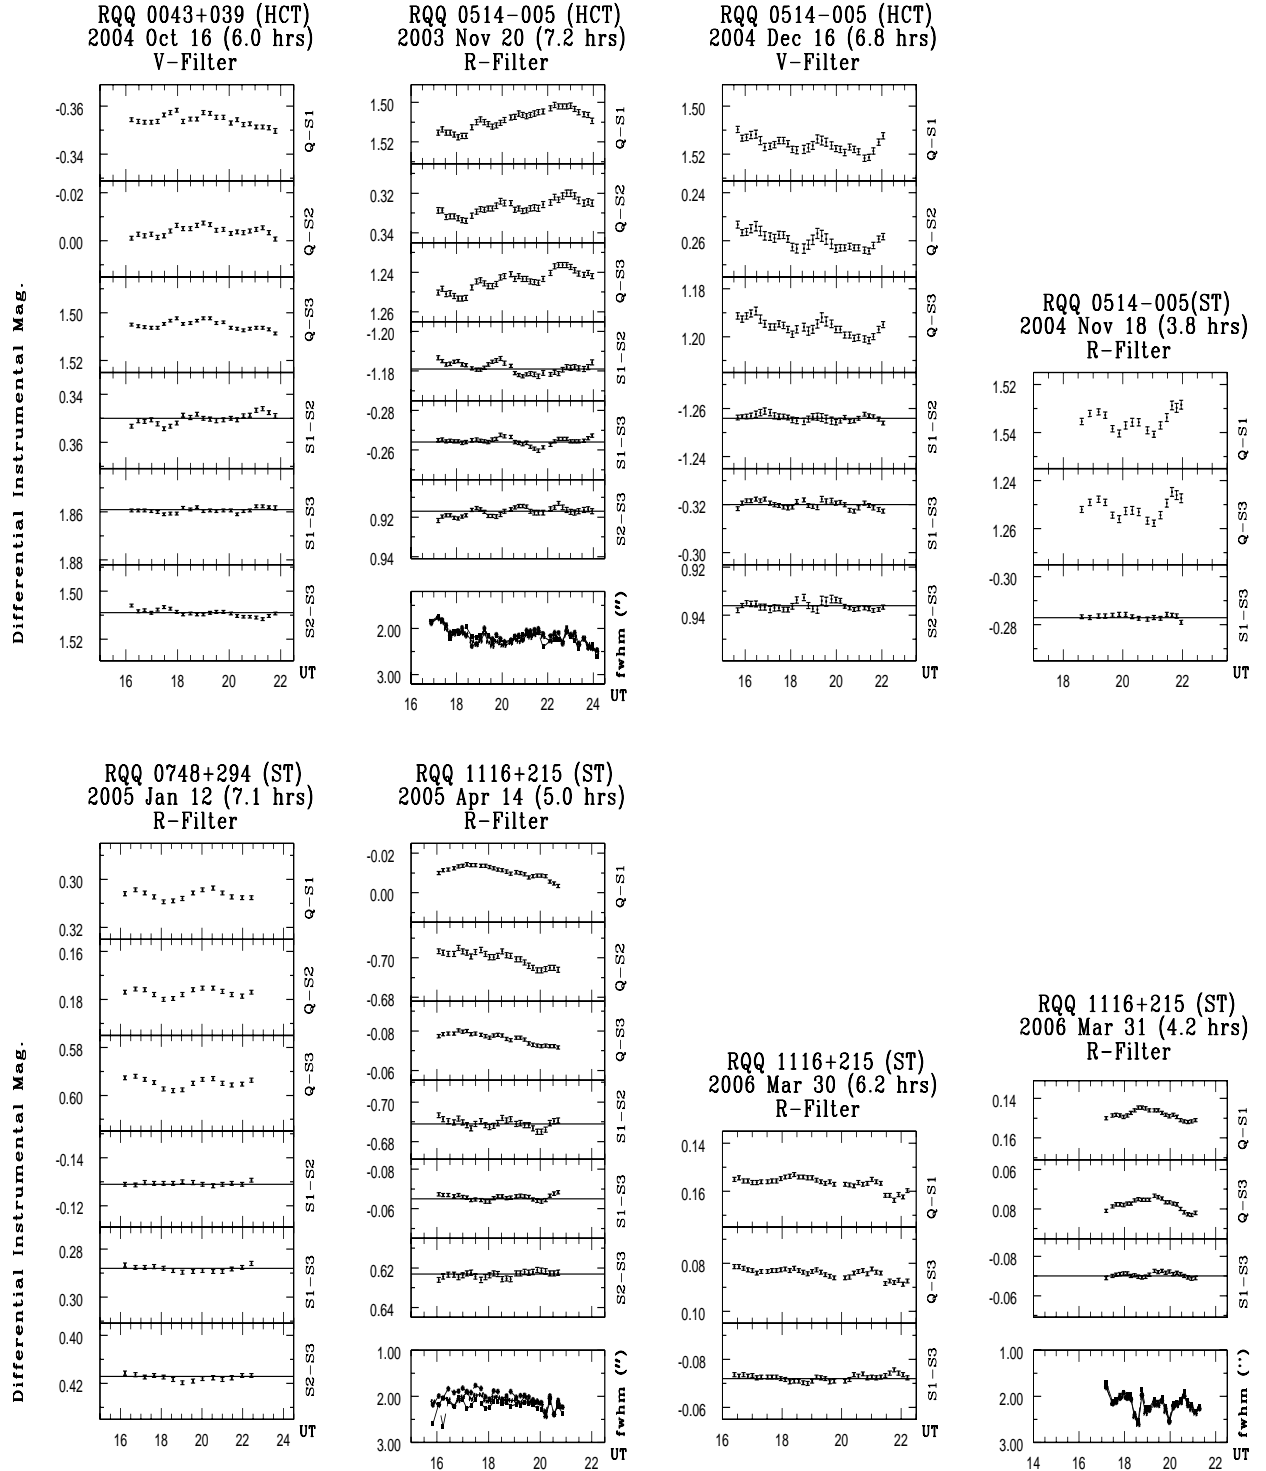 RQQ 0043+039 (HCT)
2004 Oct 16 (6.0 hrs)
V-Filter
-0.36
-0.34
Q-S1
-0.02
0.00
Q-S2
1.50
1.52
Q-S3
0.34
0.36
S1-S2
1.86
1.88
S1-S3
1.50
1.52
S2-S3
16 18 20 22 UT
RQQ 0514-005 (HCT)
2003 Nov 20 (7.2 hrs)
R-Filter
1.50
1.52
Q-S1
0.32
0.34
Q-S2
1.24
1.26
Q-S3
-1.20
-1.18
S1-S2
-0.28
-0.26
S1-S3
0.92
0.94
S2-S3
2.00
3.00
fwhm (")
16 18 20 22 24 UT
RQQ 0514-005 (HCT)
2004 Dec 16 (6.8 hrs)
V-Filter
1.50
1.52
Q-S1
0.24
0.26
Q-S2
1.18
1.20
Q-S3
-1.26
-1.24
S1-S2
-0.32
-0.30
S1-S3
0.92
0.94
S2-S3
16 18 20 22 UT
RQQ 0514-005(ST)
2004 Nov 18 (3.8 hrs)
R-Filter
1.52
1.54
Q-S1
1.24
1.26
Q-S3
-0.30
-0.28
S1-S3
18 20 22 UT
Differential Instrumental Mag.
RQQ 0748+294 (ST)
2005 Jan 12 (7.1 hrs)
R-Filter
0.30
0.32
Q-S1
0.16
0.18
Q-S2
0.58
0.60
Q-S3
-0.14
-0.12
S1-S2
0.28
0.30
S1-S3
0.40
0.42
S2-S3
16 18 20 22 24 UT
RQQ 1116+215 (ST)
2005 Apr 14 (5.0 hrs)
R-Filter
-0.02
0.00
Q-S1
-0.70
-0.68
Q-S2
-0.08
-0.06
Q-S3
-0.70
-0.68
S1-S2
-0.08
-0.06
S1-S3
0.62
0.64
S2-S3
1.00
2.00
3.00
fwhm (")
16 18 20 22 UT
RQQ 1116+215 (ST)
2006 Mar 30 (6.2 hrs)
R-Filter
0.14
0.16
Q-S1
0.08
0.10
Q-S3
-0.08
-0.06
S1-S3
16 18 20 22 UT
RQQ 1116+215 (ST)
2006 Mar 31 (4.2 hrs)
R-Filter
0.14
0.16
Q-S1
0.06
0.08
Q-S3
-0.08
-0.06
S1-S3
1.00
2.00
3.00
fwhm (")
14 16 18 20 22 UT
Differential Instrumental Mag.